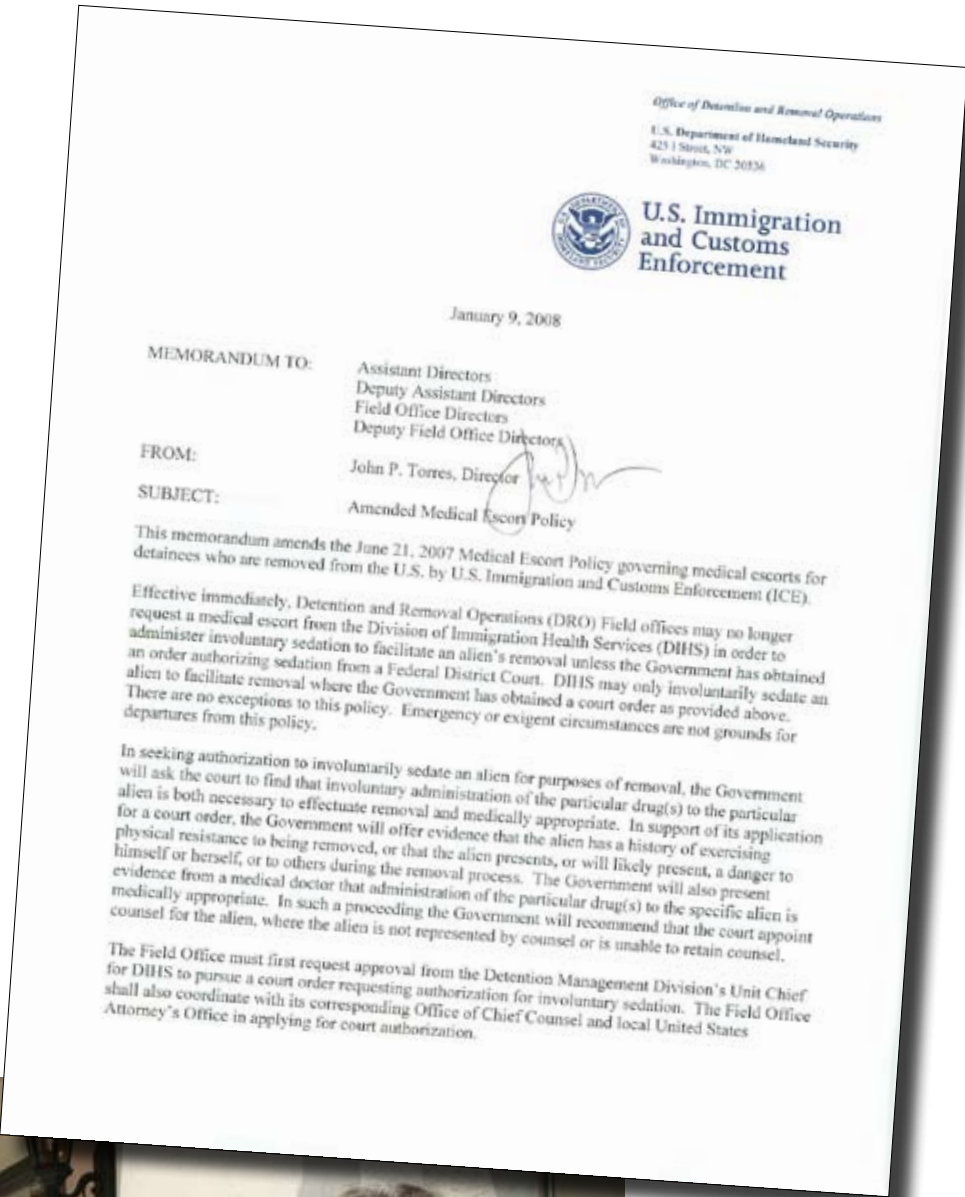 Office of Detention and Removal Operations
U.S. Department of Homeland Security
425 I Street, NW
Washington, DC 20536
U.S. Immigration
and Customs
Enforcement
January 9, 2008
MEMORANDUM TO:
Assistant Directors
Deputy Assistant Directors
Field Office Directors
Deputy Field Office Directors
FROM:
John P. Torres, Director
SUBJECT:
Amended Medical Escort Policy
This memorandum amends the June 21, 2007 Medical Escort Policy governing medical escorts for
detainees who are removed from the U.S. by U.S. Immigration and Customs Enforcement (ICE).
Effective immediately, Detention and Removal Operations (DRO) Field offices may no longer
request a medical escort from the Division of Immigration Health Services (DIHS) in order to
administer involuntary sedation to facilitate an alien's removal unless the Government has obtained
an order authorizing sedation from a Federal District Court. DIHS may only involuntarily sedate an
alien to facilitate removal where the Government has obtained a court order as provided above.
There are no exceptions to this policy. Emergency or exigent circumstances are not grounds for
departures from this policy.
In seeking authorization to involuntarily sedate an alien for purposes of removal, the Government
will ask the court to find that involuntary administration of the particular drug(s) to the particular
alien is both necessary to effectuate removal and medically appropriate. In support of its application
for a court order, the Government will offer evidence that the alien has a history of exercising
physical resistance to being removed, or that the alien presents, or will likely present, a danger to
himself or herself, or to others during the removal process. The Government will also present
evidence from a medical doctor that administration of the particular drug(s) to the specific alien is
medically appropriate. In such a proceeding the Government will recommend that the court appoint
counsel for the alien, where the alien is not represented by counsel or is unable to retain counsel.
The Field Office must first request approval from the Detention Management Division's Unit Chief
for DIHS to pursue a court order requesting authorization for involuntary sedation. The Field Office
shall also coordinate with its corresponding Office of Chief Counsel and local United States
Attorney's Office in applying for court authorization.